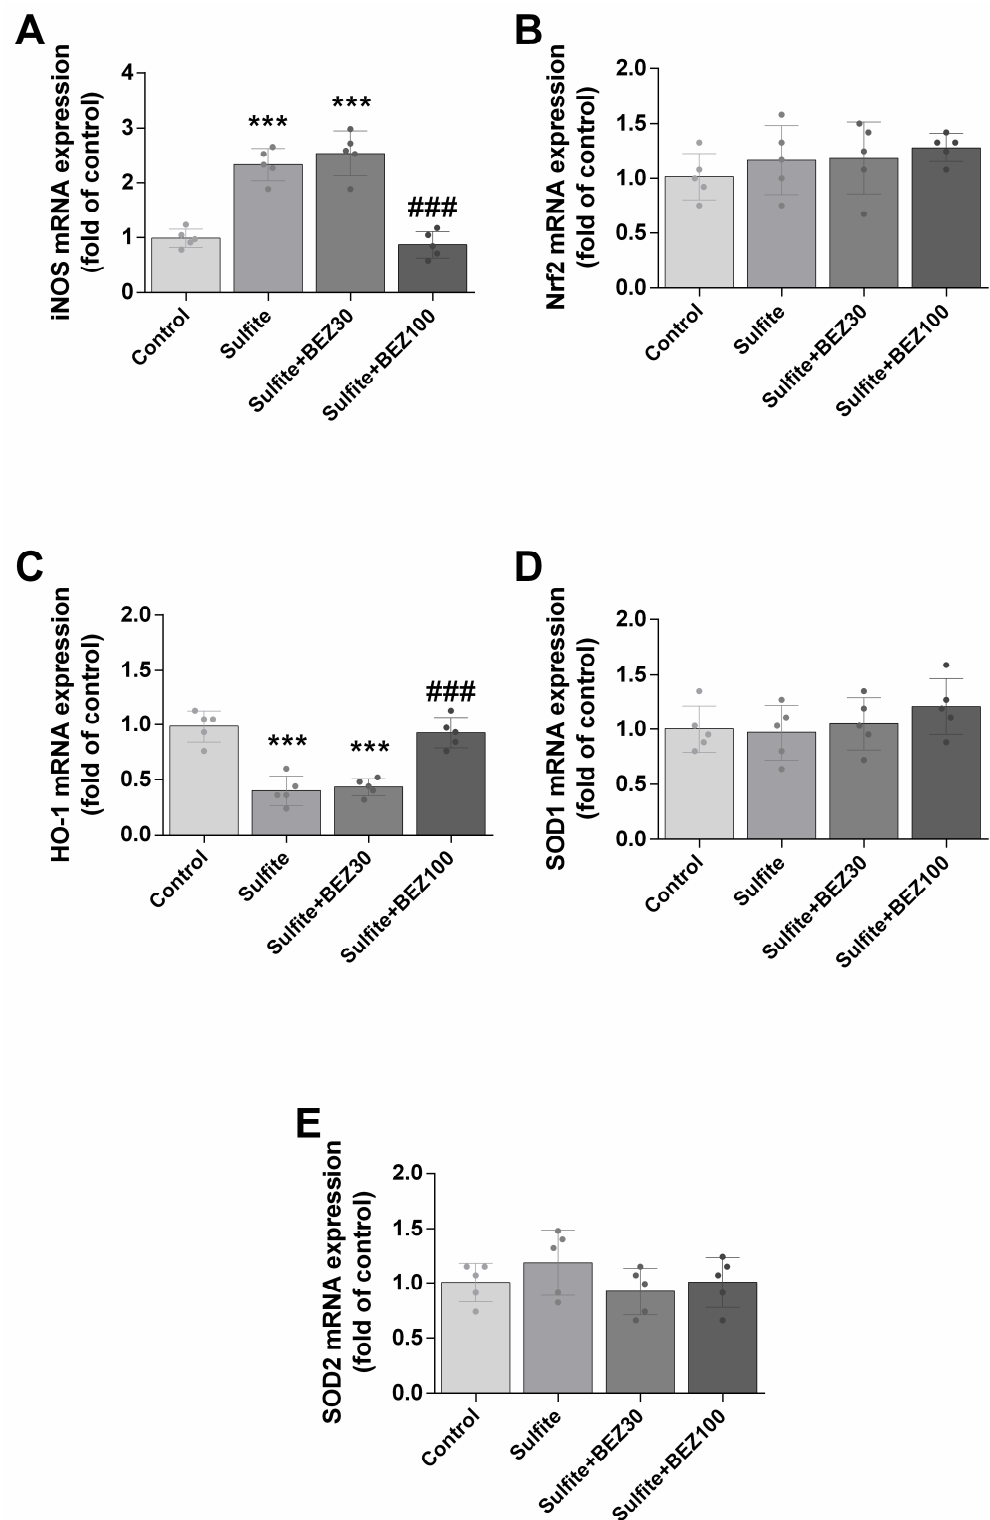 A
iNOS mRNA expression
(fold of control)
4
3
2
1
0
***
***
###
Control
Sulfite
Sulfite+BEZ30
Sulfite+BEZ100
B
Nrf2 mRNA expression
(fold of control)
2.0
1.5
1.0
0.5
0.0
Control
Sulfite
Sulfite+BEZ30
Sulfite+BEZ100
C
HO-1 mRNA expression
(fold of control)
2.0
1.5
1.0
0.5
0.0
***
***
###
Control
Sulfite
Sulfite+BEZ30
Sulfite+BEZ100
D
SOD1 mRNA expression
(fold of control)
2.0
1.5
1.0
0.5
0.0
Control
Sulfite
Sulfite+BEZ30
Sulfite+BEZ100
E
SOD2 mRNA expression
(fold of control)
2.0
1.5
1.0
0.5
0.0
Control
Sulfite
Sulfite+BEZ30
Sulfite+BEZ100